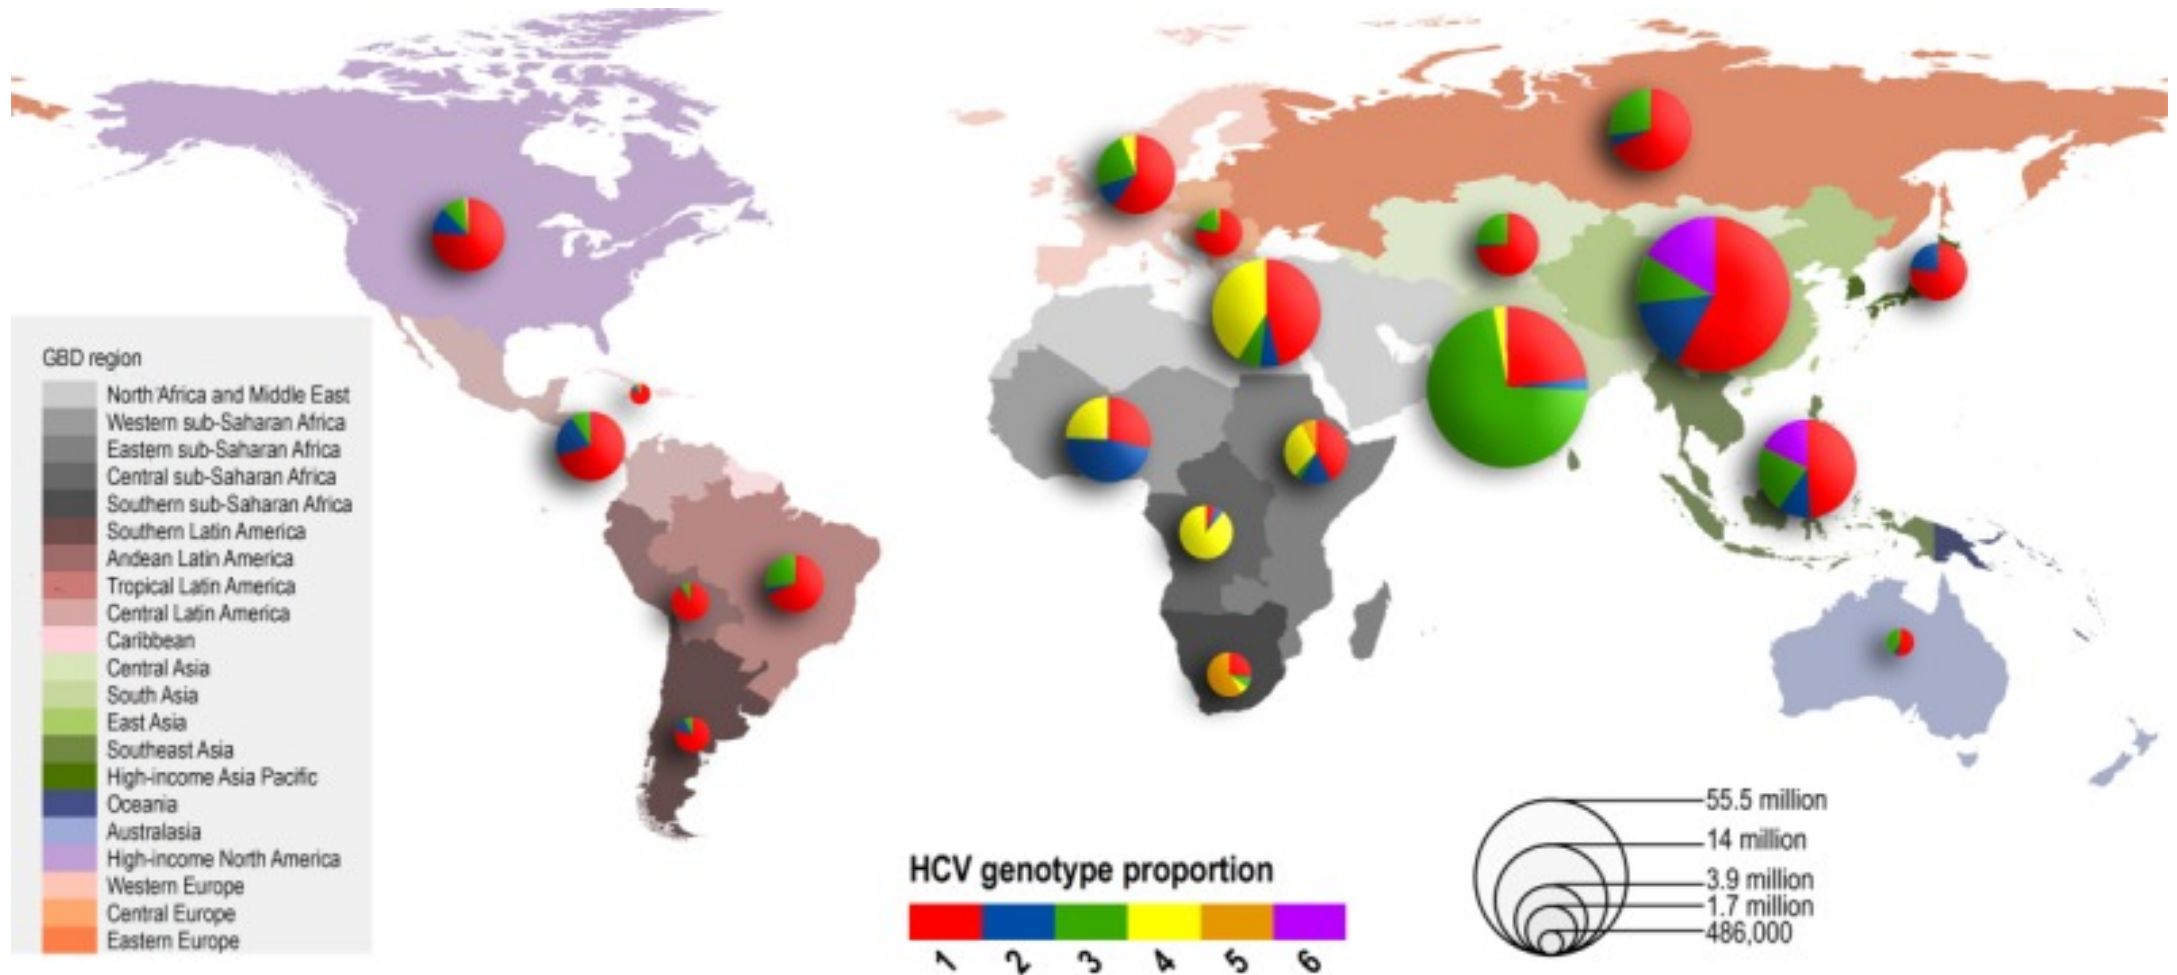 GBD region
North Africa and Middle East
Western sub-Saharan Africa
Eastern sub-Saharan Africa
Central sub-Saharan Africa
Southern sub-Saharan Africa
Southern Latin America
Andean Latin America
Tropical Latin America
Central Latin America
Caribbean
Central Asia
South Asia
East Asia
Southeast Asia
High-income Asia Pacific
Oceania
Australasia
High-income North America
Western Europe
Central Europe
Eastern Europe
HCV genotype proportion
1 2 3 4 5 6
55.5 million
14 million
3.9 million
1.7 million
486,000